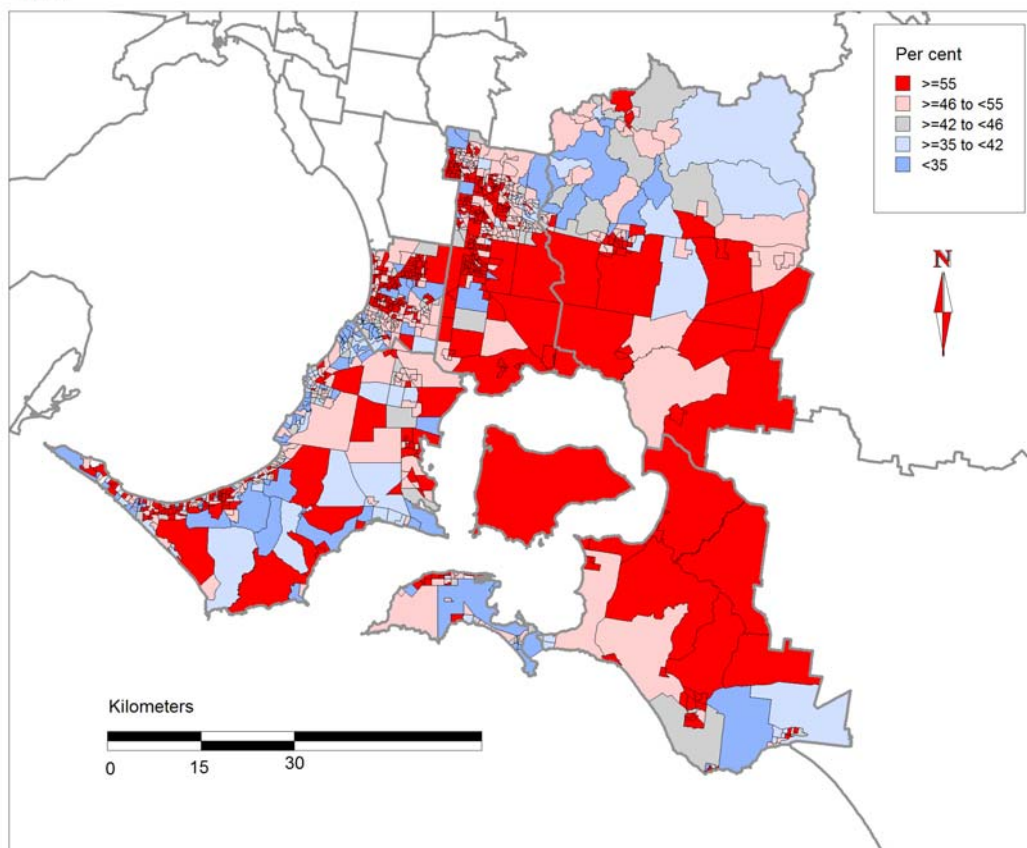 Per cent
>=55
>=46 to <55
>=42 to <46
>=35 to <42
<35
N
Kilometers
0 15 30